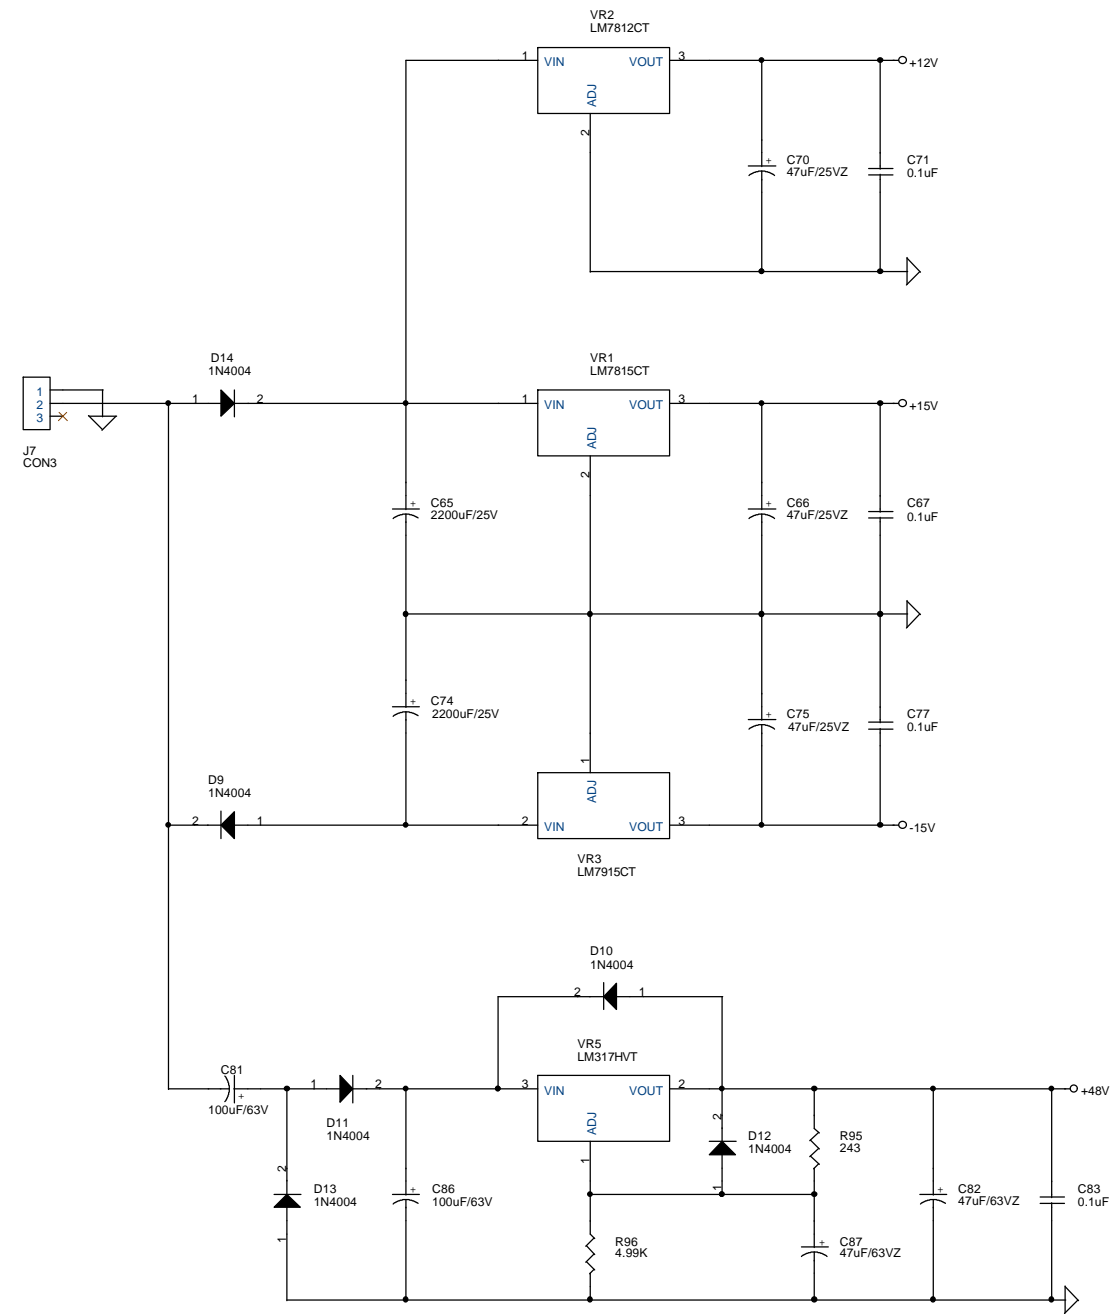 VR2
LM7812CT
1
VIN
VOUT
3
ADJ
2
+12V
+
C70
47uF/25VZ
C71
0.1uF
D14
1N4004
1
2
1
2
3
J7
CON3
VR1
LM7815CT
1
VIN
VOUT
3
ADJ
2
+15V
+
C65
2200uF/25V
+
C66
47uF/25VZ
C67
0.1uF
+
C74
2200uF/25V
+
C75
47uF/25VZ
C77
0.1uF
D9
1N4004
2
1
1
ADJ
2
VIN
VOUT
3
-15V
VR3
LM7915CT
D10
1N4004
2
1
VR5
LM317HVT
C81
+
100uF/63V
1
2
D11
1N4004
3
VIN
VOUT
2
ADJ
1
+48V
2
D12
1N4004
1
R95
243
2
D13
1N4004
1
+
C86
100uF/63V
+
C82
47uF/63VZ
C83
0.1uF
R96
4.99K
+
C87
47uF/63VZ